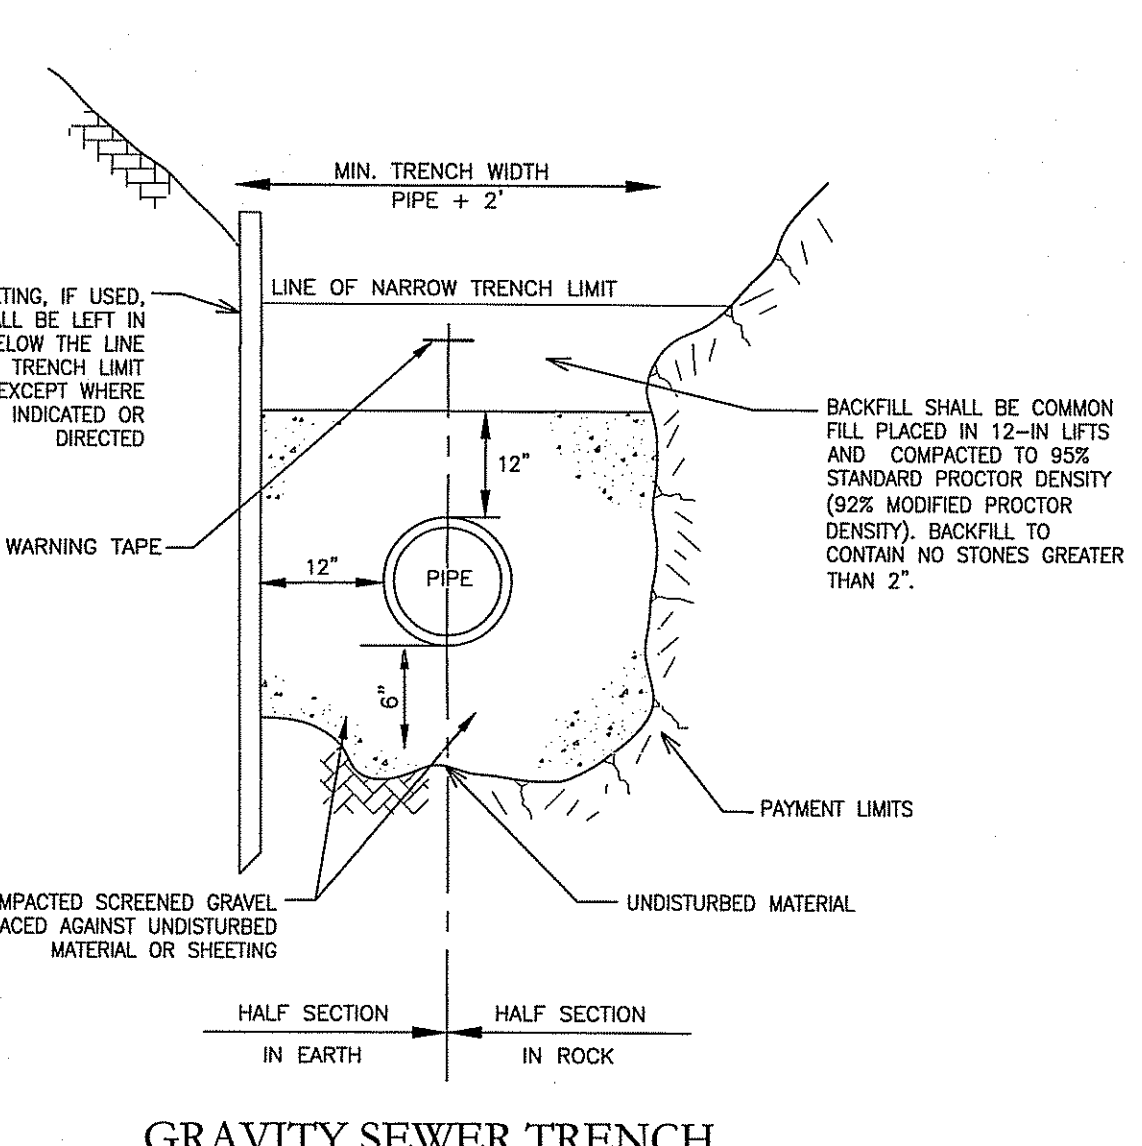 MIN. TRENCH WIDTH
PIPE + 2'
LINE OF NARROW TRENCH LIMIT
TING, IF USED,
ALL BE LEFT IN
ELOW THE LINE
TRENCH LIMIT
EXCEPT WHERE
INDICATED OR
DIRECTED
BACKFILL SHALL BE COMMON
FILL PLACED IN 12-IN LIFTS
AND COMPACTED TO 95%
STANDARD PROCTOR DENSITY
(92% MODIFIED PROCTOR
DENSITY). BACKFILL TO
CONTAIN NO STONES GREATER
THAN 2".
12"
WARNING TAPE
12"
PIPE
6"
PAYMENT LIMITS
MPACTED SCREENED GRAVEL
ACED AGAINST UNDISTURBED
MATERIAL OR SHEETING
UNDISTURBED MATERIAL
HALF SECTION
IN EARTH
HALF SECTION
IN ROCK
GRAVITY SEWER TRENCH